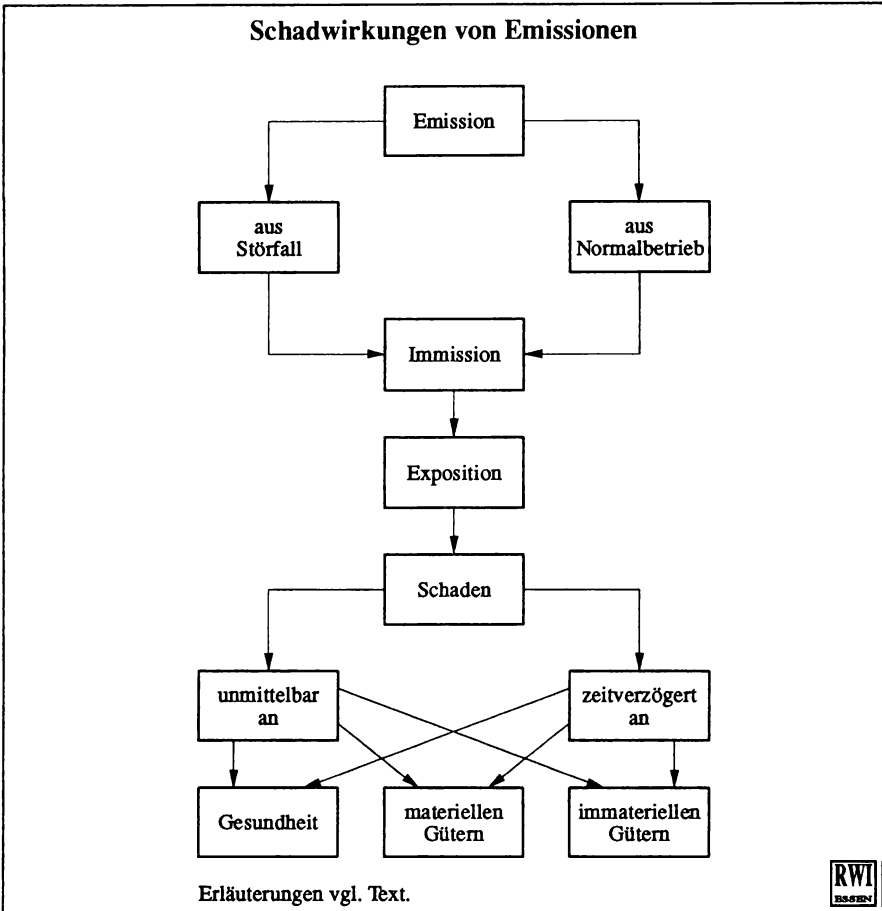 Schadwirkungen von Emissionen
Emission
aus
Störfall
aus
Normalbetrieb
Immission
Exposition
Schaden
unmittelbar
an
zeitverzögert
an
Gesundheit
materiellen
Gütern
immateriellen
Gütern
Erläuterungen vgl. Text.
RWI
ESSEN